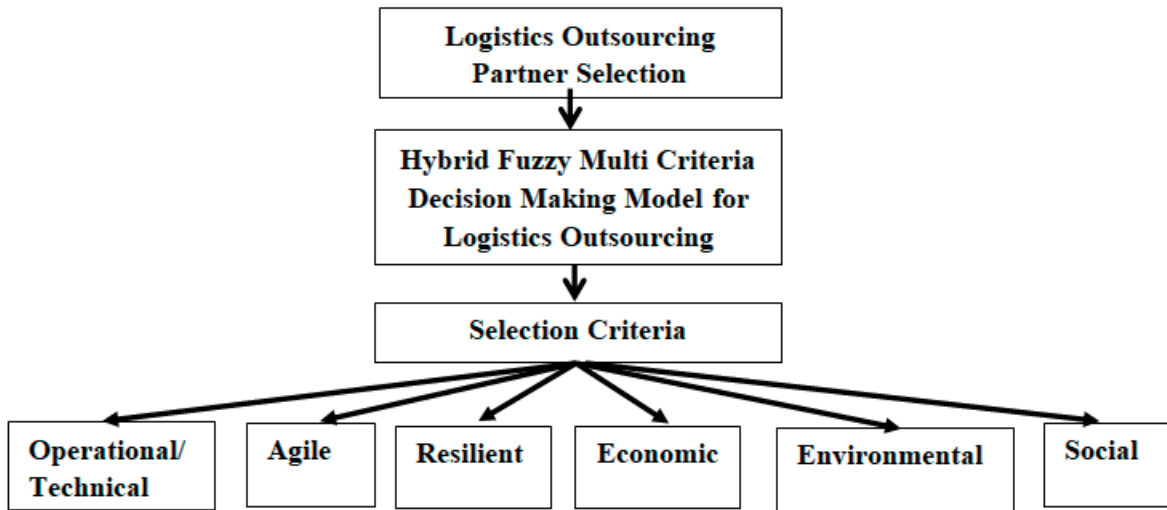 Logistics Outsourcing
Partner Selection
Hybrid Fuzzy Multi Criteria
Decision Making Model for
Logistics Outsourcing
Selection Criteria
Operational/
Technical
Agile
Resilient
Economic
Environmental
Social